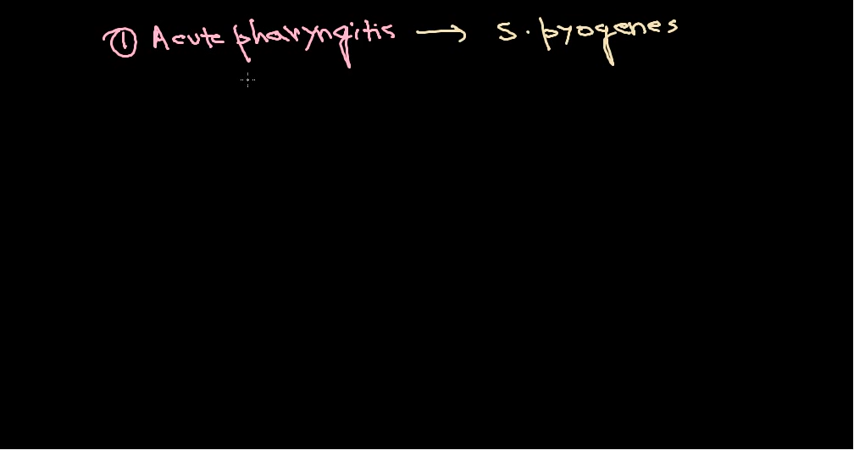 ① Acute pharyngitis → S. pyogenes